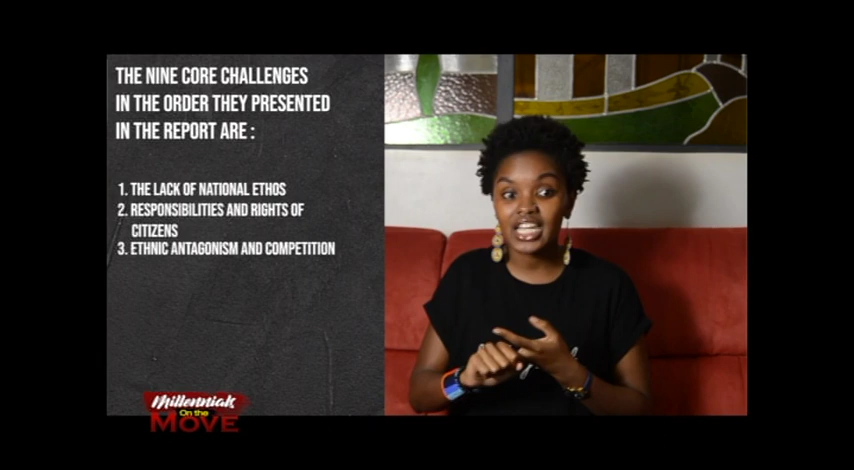 THE NINE CORE CHALLENGES
IN THE ORDER THEY PRESENTED
IN THE REPORT ARE :
1. THE LACK OF NATIONAL ETHOS
2. RESPONSIBILITIES AND RIGHTS OF
CITIZENS
3. ETHNIC ANTAGONISM AND COMPETITION
Millennials
On the
MOVE